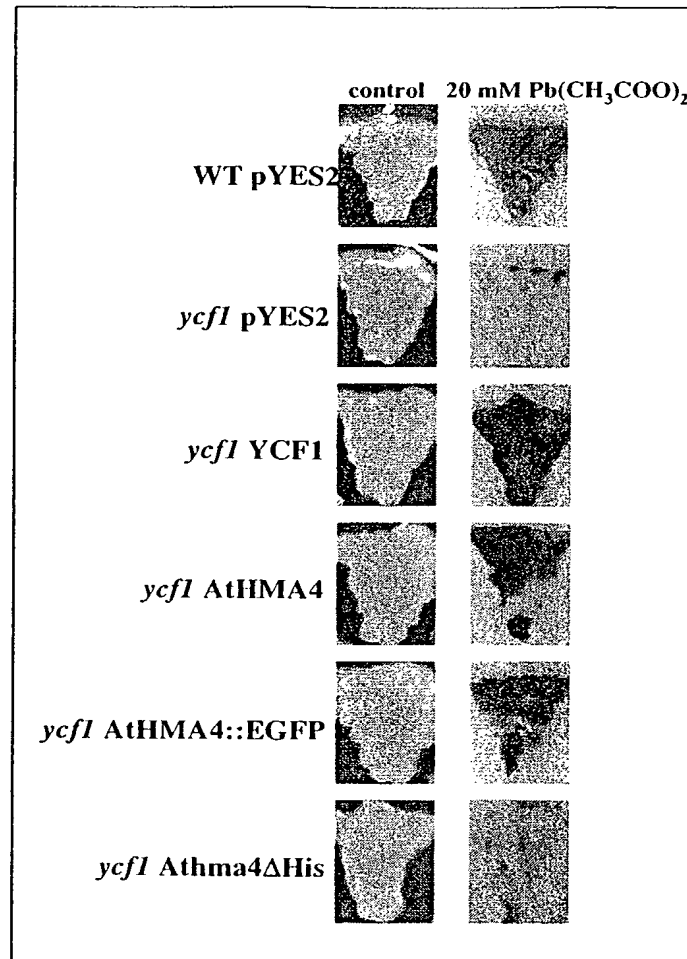 control 20 mM Pb(CH₃COO)₂
WT pYES2
ycf1 pYES2
ycf1 YCF1
ycf1 AtHMA4
ycf1 AtHMA4::EGFP
ycf1 Athma4ΔHis